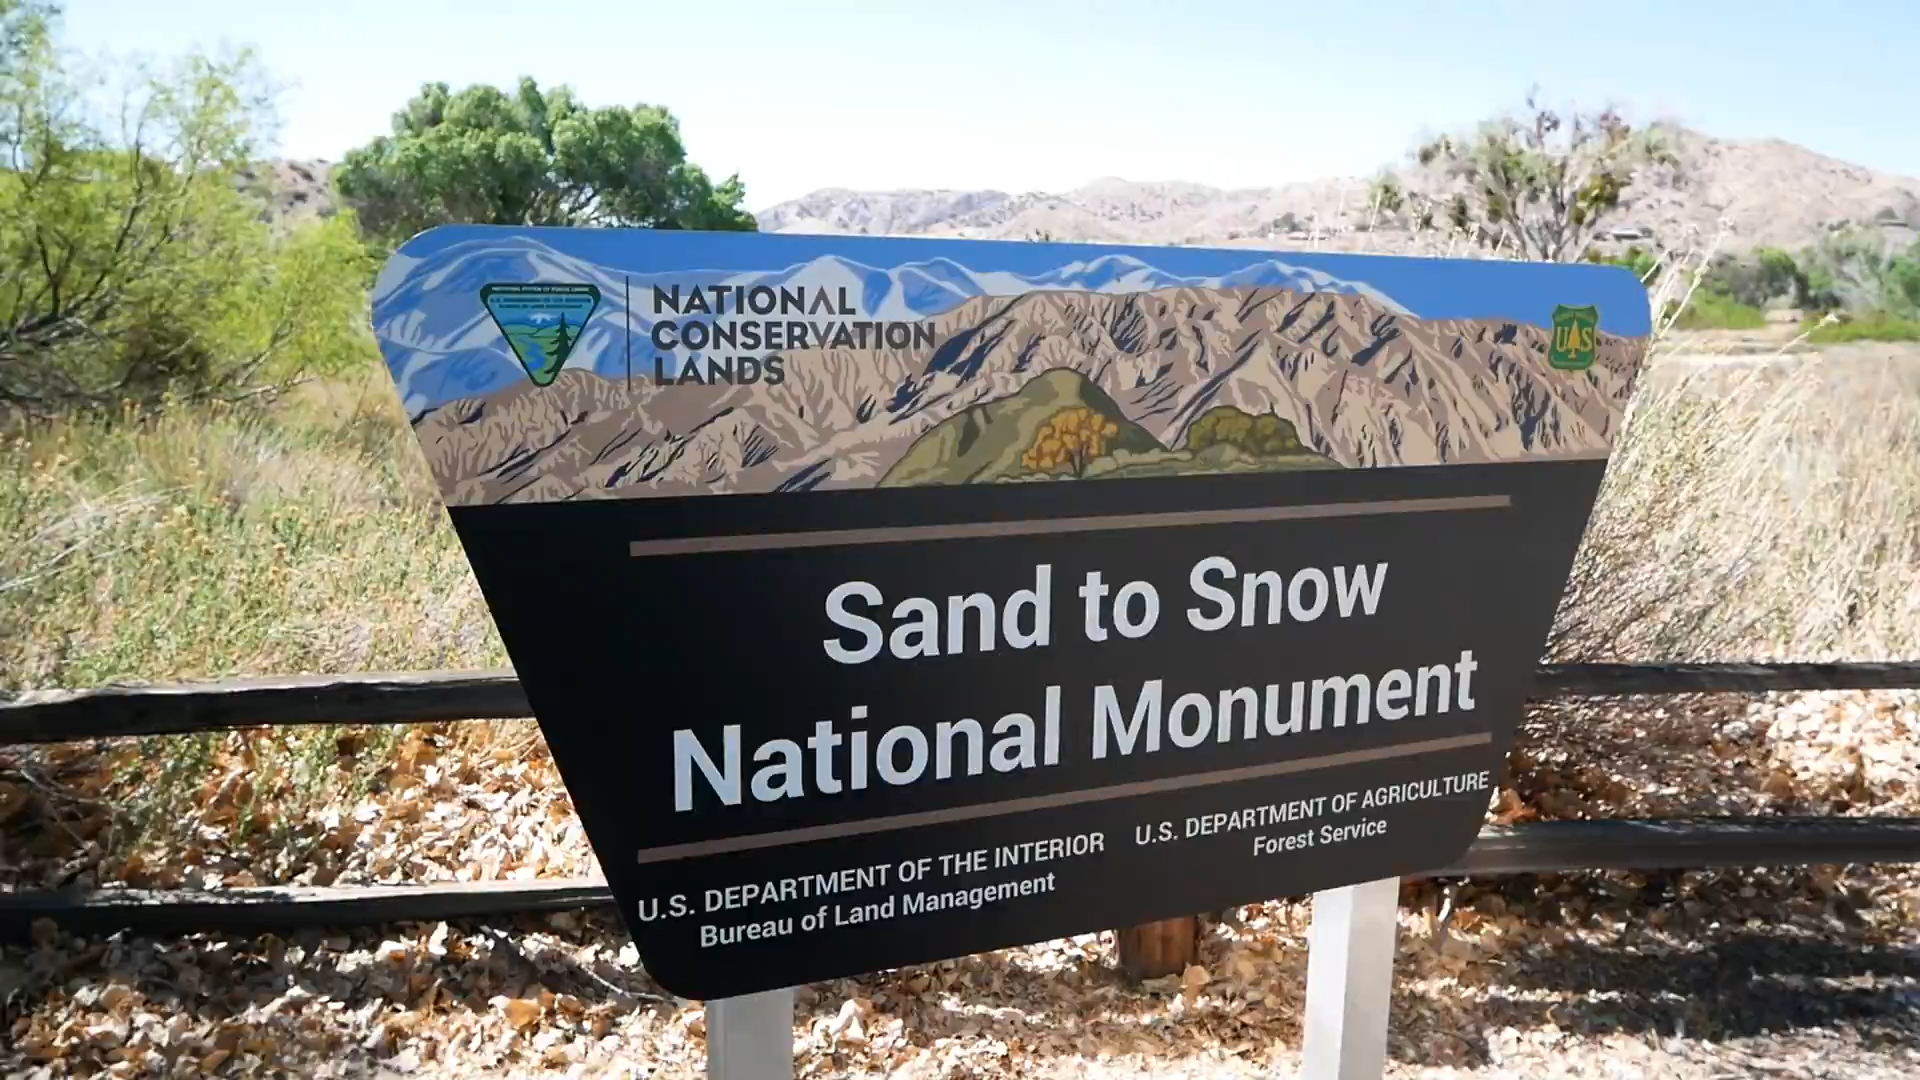 NATIONAL
CONSERVATION
LANDS
UAS
Sand to Snow
National Monument
U.S. DEPARTMENT OF THE INTERIOR
Bureau of Land Management
U.S. DEPARTMENT OF AGRICULTURE
Forest Service